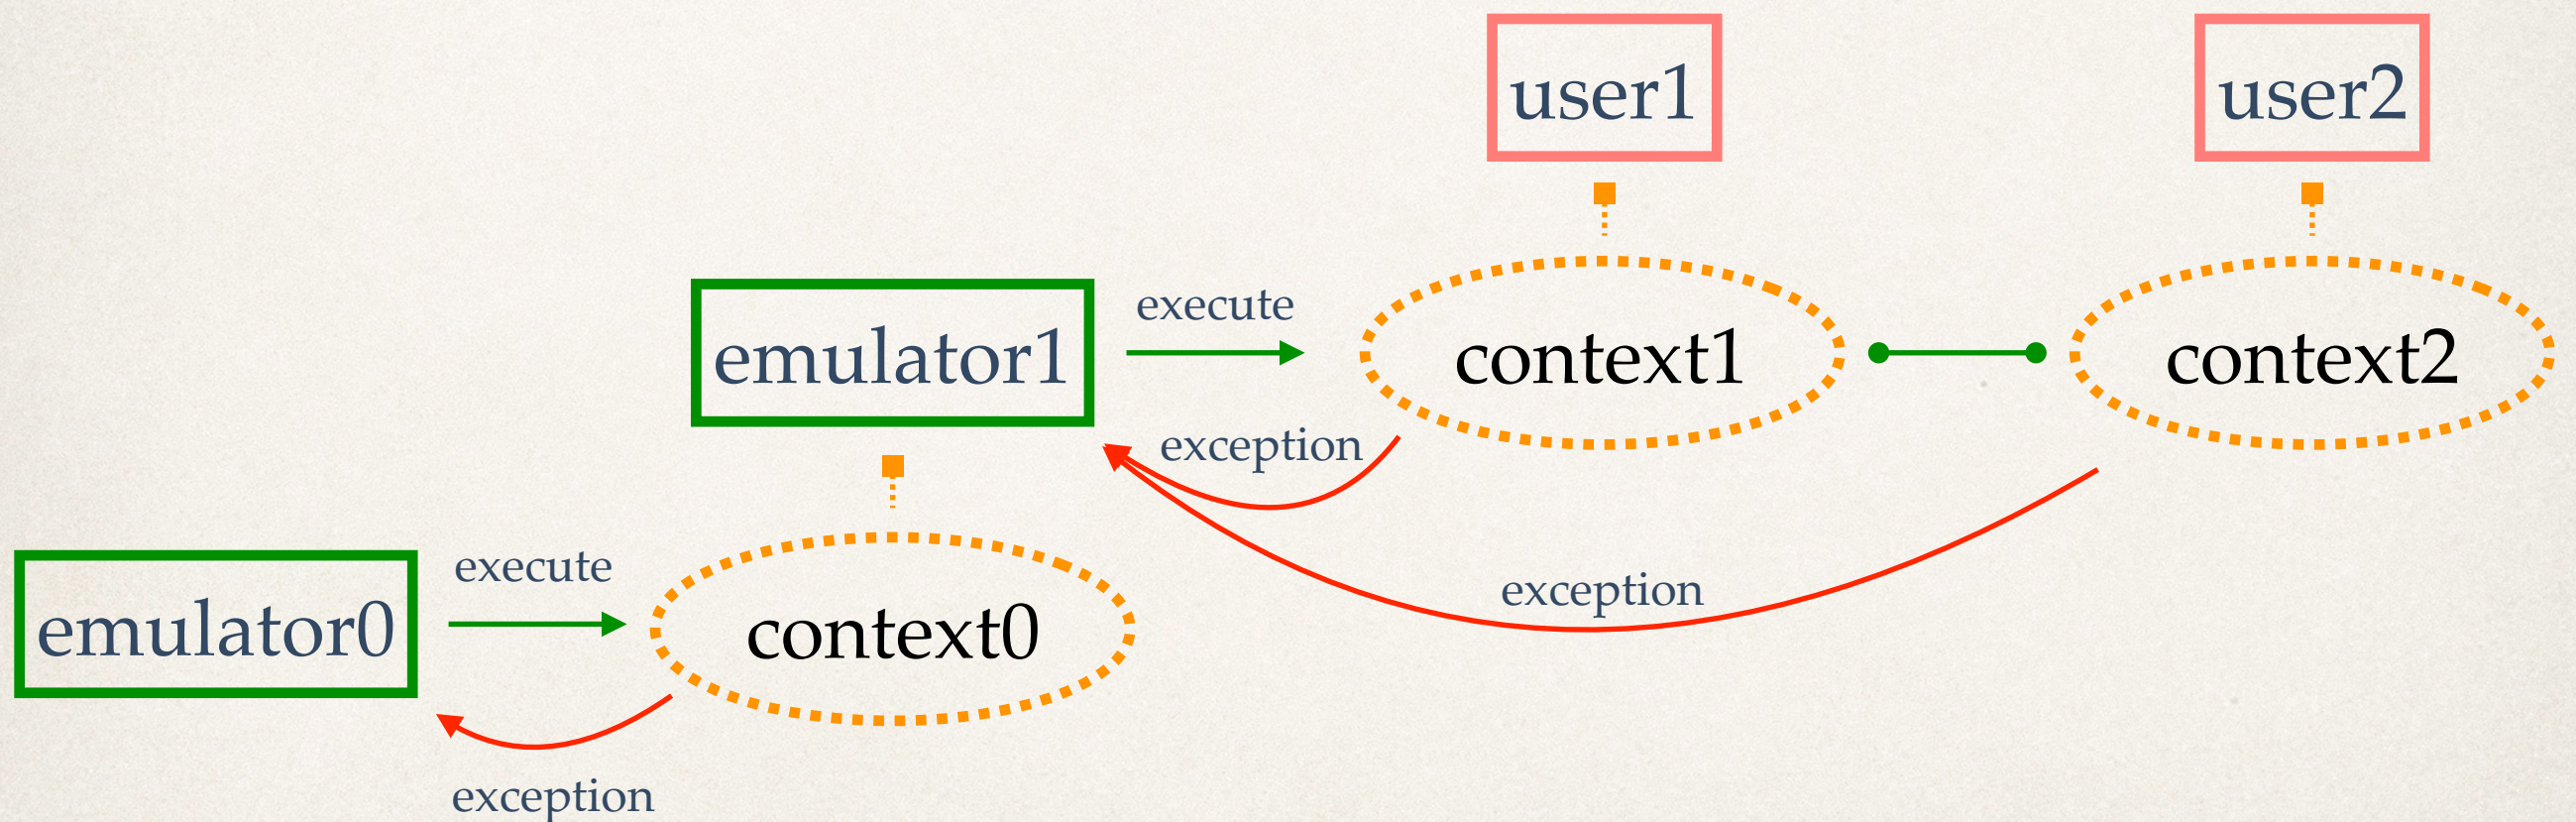 user1
user2
execute
emulator1
context1
context2
exception
execute
exception
emulator0
context0
exception